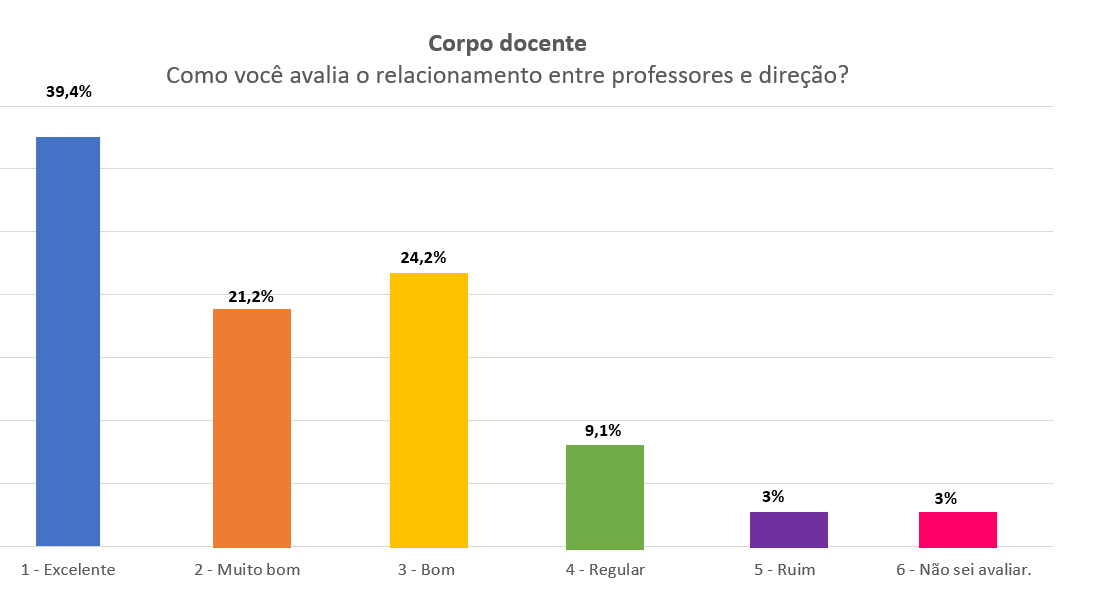 Corpo docente
Como você avalia o relacionamento entre professores e direção?
39,4%
21,2%
24,2%
9,1%
3%
3%
1 - Excelente
2 - Muito bom
3 - Bom
4 - Regular
5 - Ruim
6 - Não sei avaliar.